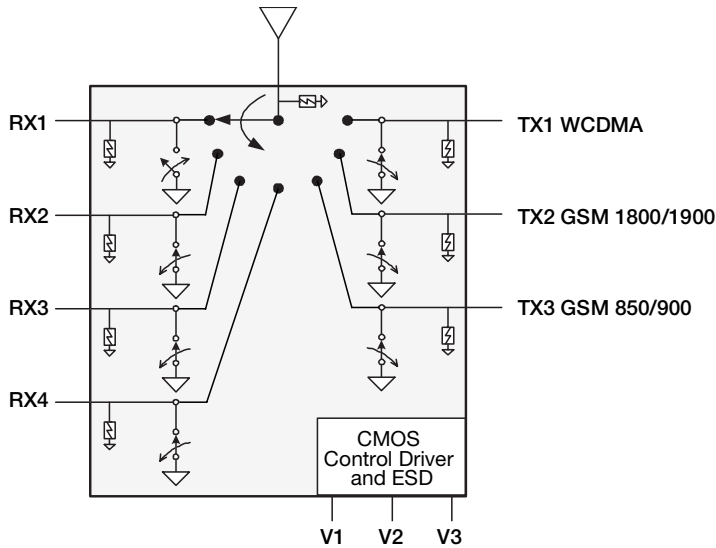 RX1
TX1 WCDMA
RX2
TX2 GSM 1800/1900
RX3
TX3 GSM 850/900
RX4
CMOS
Control Driver
and ESD
V1 V2 V3